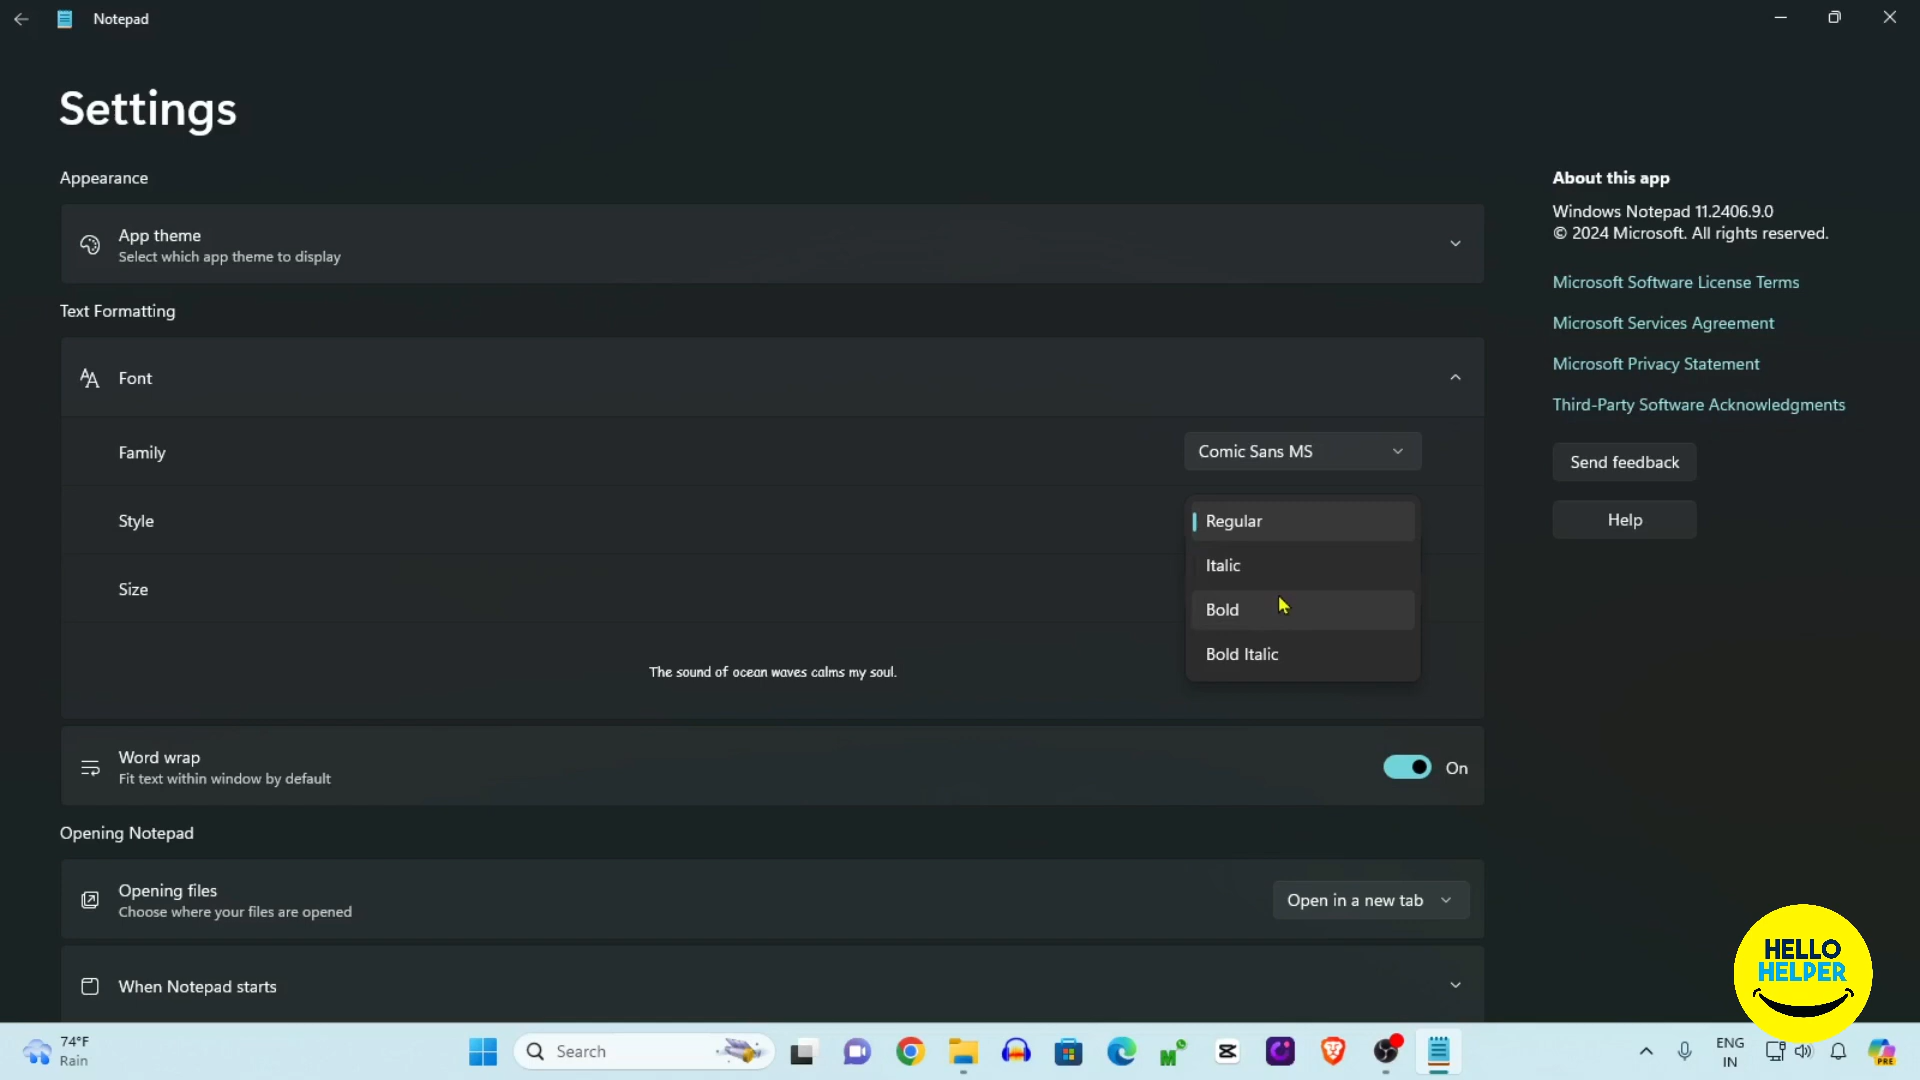 Notepad
Settings
Appearance
App theme
Select which app theme to display
Text Formatting
Font
Family
Comic Sans MS
Style
Regular
Italic
Size
Bold
Bold Italic
The sound of ocean waves calms my soul.
Word wrap
Fit text within window by default
On
Opening Notepad
Opening files
Choose where your files are opened
Open in a new tab
When Notepad starts
About this app
Windows Notepad 11.2406.9.0
© 2024 Microsoft. All rights reserved.
Microsoft Software License Terms
Microsoft Services Agreement
Microsoft Privacy Statement
Third-Party Software Acknowledgments
Send feedback
Help
HELLO
HELPER
74°F
Rain
Search
ENG
IN
PRE